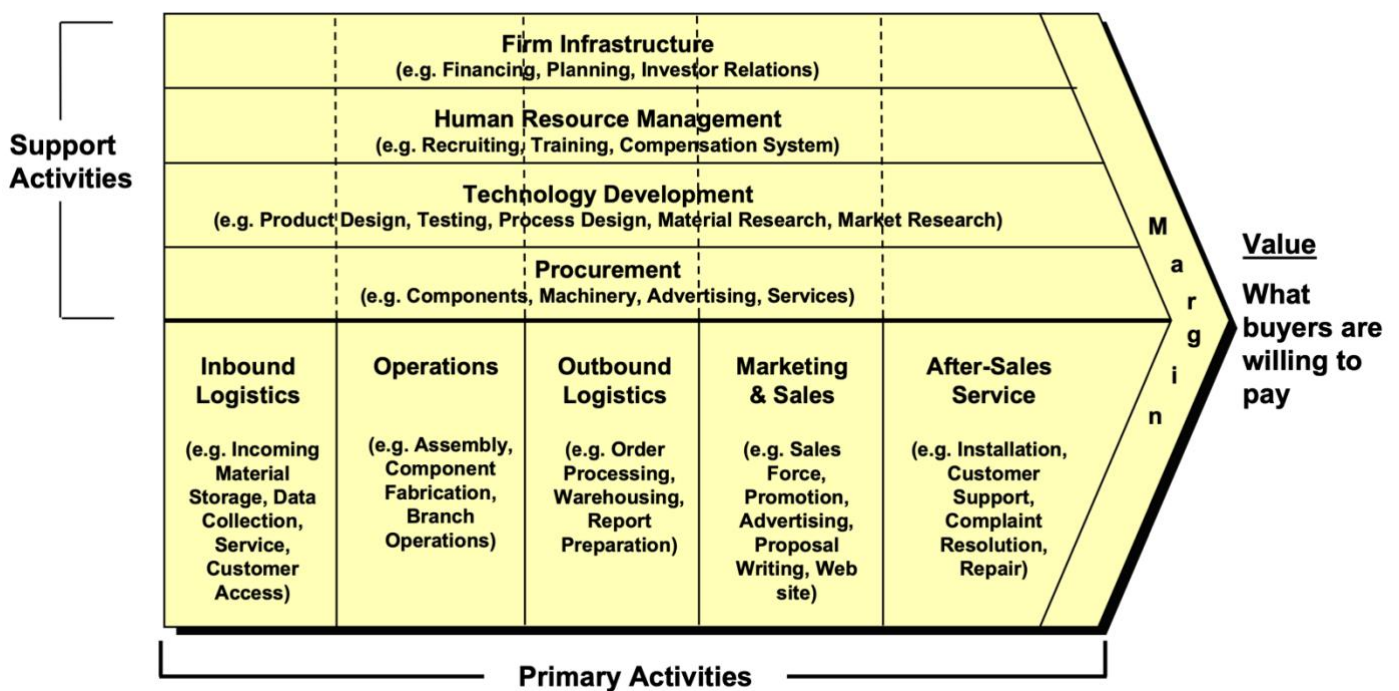 Support
Activities
Firm Infrastructure
(e.g. Financing, Planning, Investor Relations)
Human Resource Management
(e.g. Recruiting, Training, Compensation System)
Technology Development
(e.g. Product Design, Testing, Process Design, Material Research, Market Research)
Procurement
(e.g. Components, Machinery, Advertising, Services)
Inbound
Logistics
(e.g. Incoming
Material
Storage, Data
Collection,
Service,
Customer
Access)
Operations
(e.g. Assembly,
Component
Fabrication,
Branch
Operations)
Outbound
Logistics
(e.g. Order
Processing,
Warehousing,
Report
Preparation)
Marketing
& Sales
(e.g. Sales
Force,
Promotion,
Advertising,
Proposal
Writing, Web
site)
After-Sales
Service
(e.g. Installation,
Customer
Support,
Complaint
Resolution,
Repair)
Margin
Value
What
buyers are
willing to
pay
Primary Activities